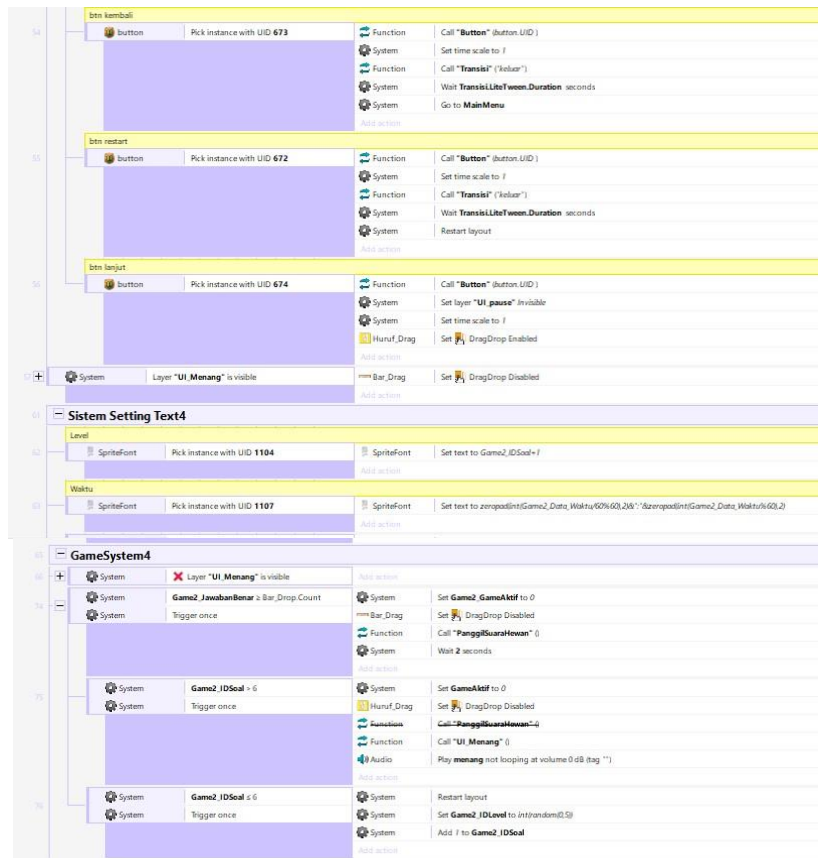 btn kembali
54 button Pick instance with UID 673 Function Call "Button" (button.UID )
System Set time scale to 1
Function Call "Transisi" ("keluar")
System Wait Transisi.LiteTween.Duration seconds
System Go to MainMenu
Add action
btn restart
55 button Pick instance with UID 672 Function Call "Button" (button.UID )
System Set time scale to 1
Function Call "Transisi" ("keluar")
System Wait Transisi.LiteTween.Duration seconds
System Restart layout
Add action
btn lanjut
56 button Pick instance with UID 674 Function Call "Button" (button.UID )
System Set layer "UI_pause" Invisible
System Set time scale to 1
Huruf_Drag Set DragDrop Enabled
Add action
57 System Layer "UI_Menang" is visible Bar_Drag Set DragDrop Disabled
Add action
61 Sistem Setting Text4
Level
62 SpriteFont Pick instance with UID 1104 SpriteFont Set text to Game2_IDSoal+1
Add action
Waktu
63 SpriteFont Pick instance with UID 1107 SpriteFont Set text to zeropad(int(Game2_Data_Waktu/60%60),2)&":"&zeropad(int(Game2_Data_Waktu%60),2)
Add action
65 GameSystem4
66 System Layer "UI_Menang" is visible Add action
74 System Game2_JawabanBenar ≥ Bar_Drop.Count System Set Game2_GameAktif to 0
System Trigger once Bar_Drag Set DragDrop Disabled
Function Call "PanggilSuaraHewan" ()
System Wait 2 seconds
Add action
75 System Game2_IDSoal > 6 System Set GameAktif to 0
System Trigger once Huruf_Drag Set DragDrop Disabled
Function Call "PanggilSuaraHewan" ()
Function Call "UI_Menang" ()
Audio Play menang not looping at volume 0 dB (tag "")
Add action
76 System Game2_IDSoal ≤ 6 System Restart layout
System Trigger once System Set Game2_IDLevel to int(random(0,5))
System Add 1 to Game2_IDSoal
Add action